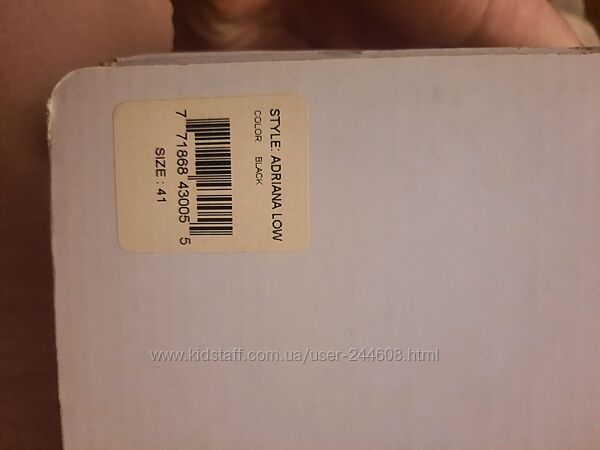 STYLE: ADRIANA LOW
COLOR: BLACK
7 71868 43005 5
SIZE : 41
www.kidstaff.com.ua/user-244608.html